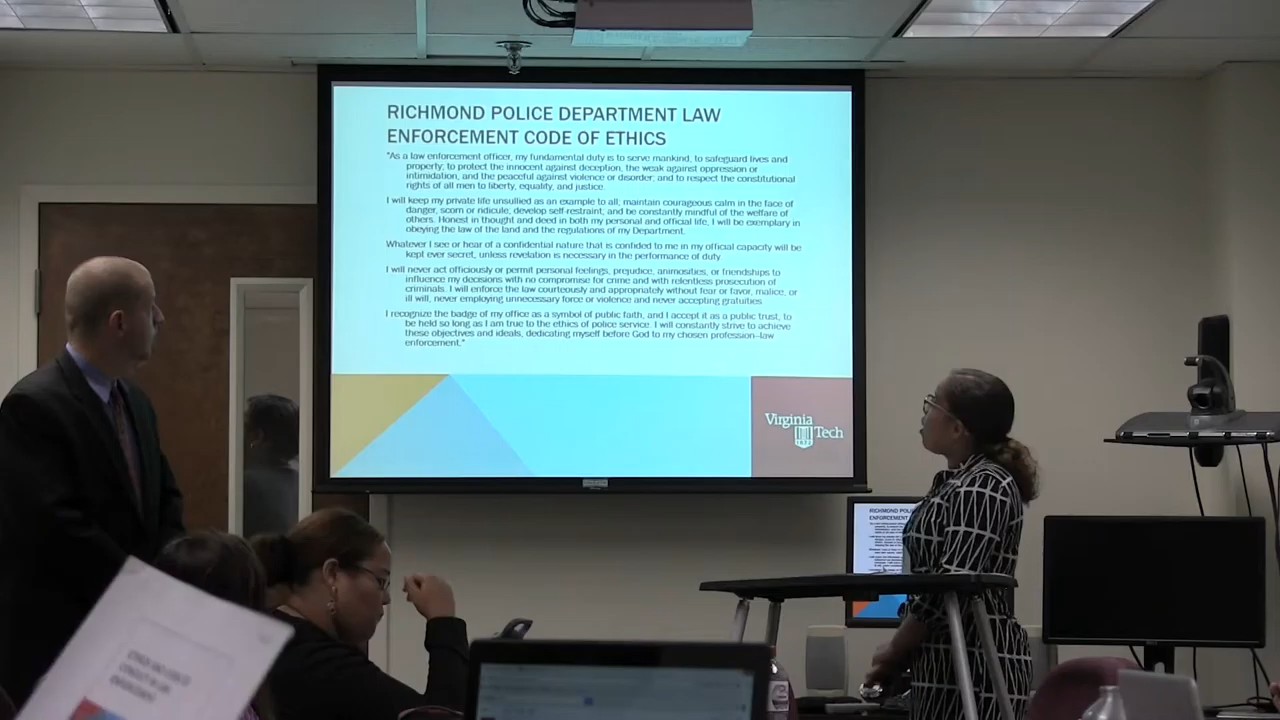 RICHMOND POLICE DEPARTMENT LAW
ENFORCEMENT CODE OF ETHICS
"As a law enforcement officer, my fundamental duty is to serve mankind, to safeguard lives and
property; to protect the innocent against deception, the weak against oppression or
intimidation, and the peaceful against violence or disorder; and to respect the constitutional
rights of all men to liberty, equality, and justice.
I will keep my private life unsullied as an example to all; maintain courageous calm in the face of
danger, scorn or ridicule; develop self-restraint, and be constantly mindful of the welfare of
others. Honest in thought and deed in both my personal and official life, I will be exemplary in
obeying the law of the land and the regulations of my Department.
Whatever I see or hear of a confidential nature that is confided to me in my official capacity will be
kept ever secret, unless revelation is necessary in the performance of duty
I will never act officiously or permit personal feelings, prejudice, animosities, or friendships to
influence my decisions with no compromise for crime and with relentless prosecution of
criminals. I will enforce the law courteously and appropriately without fear or favor, malice, or
ill will, never employing unnecessary force or violence and never accepting gratuities
I recognize the badge of my office as a symbol of public faith, and I accept it as a public trust, to
be held so long as I am true to the ethics of police service. I will constantly strive to achieve
these objectives and ideals, dedicating myself before God to my chosen profession--law
enforcement."
Virginia
Tech
1872
RICHMOND POL
ENFORCEMENT